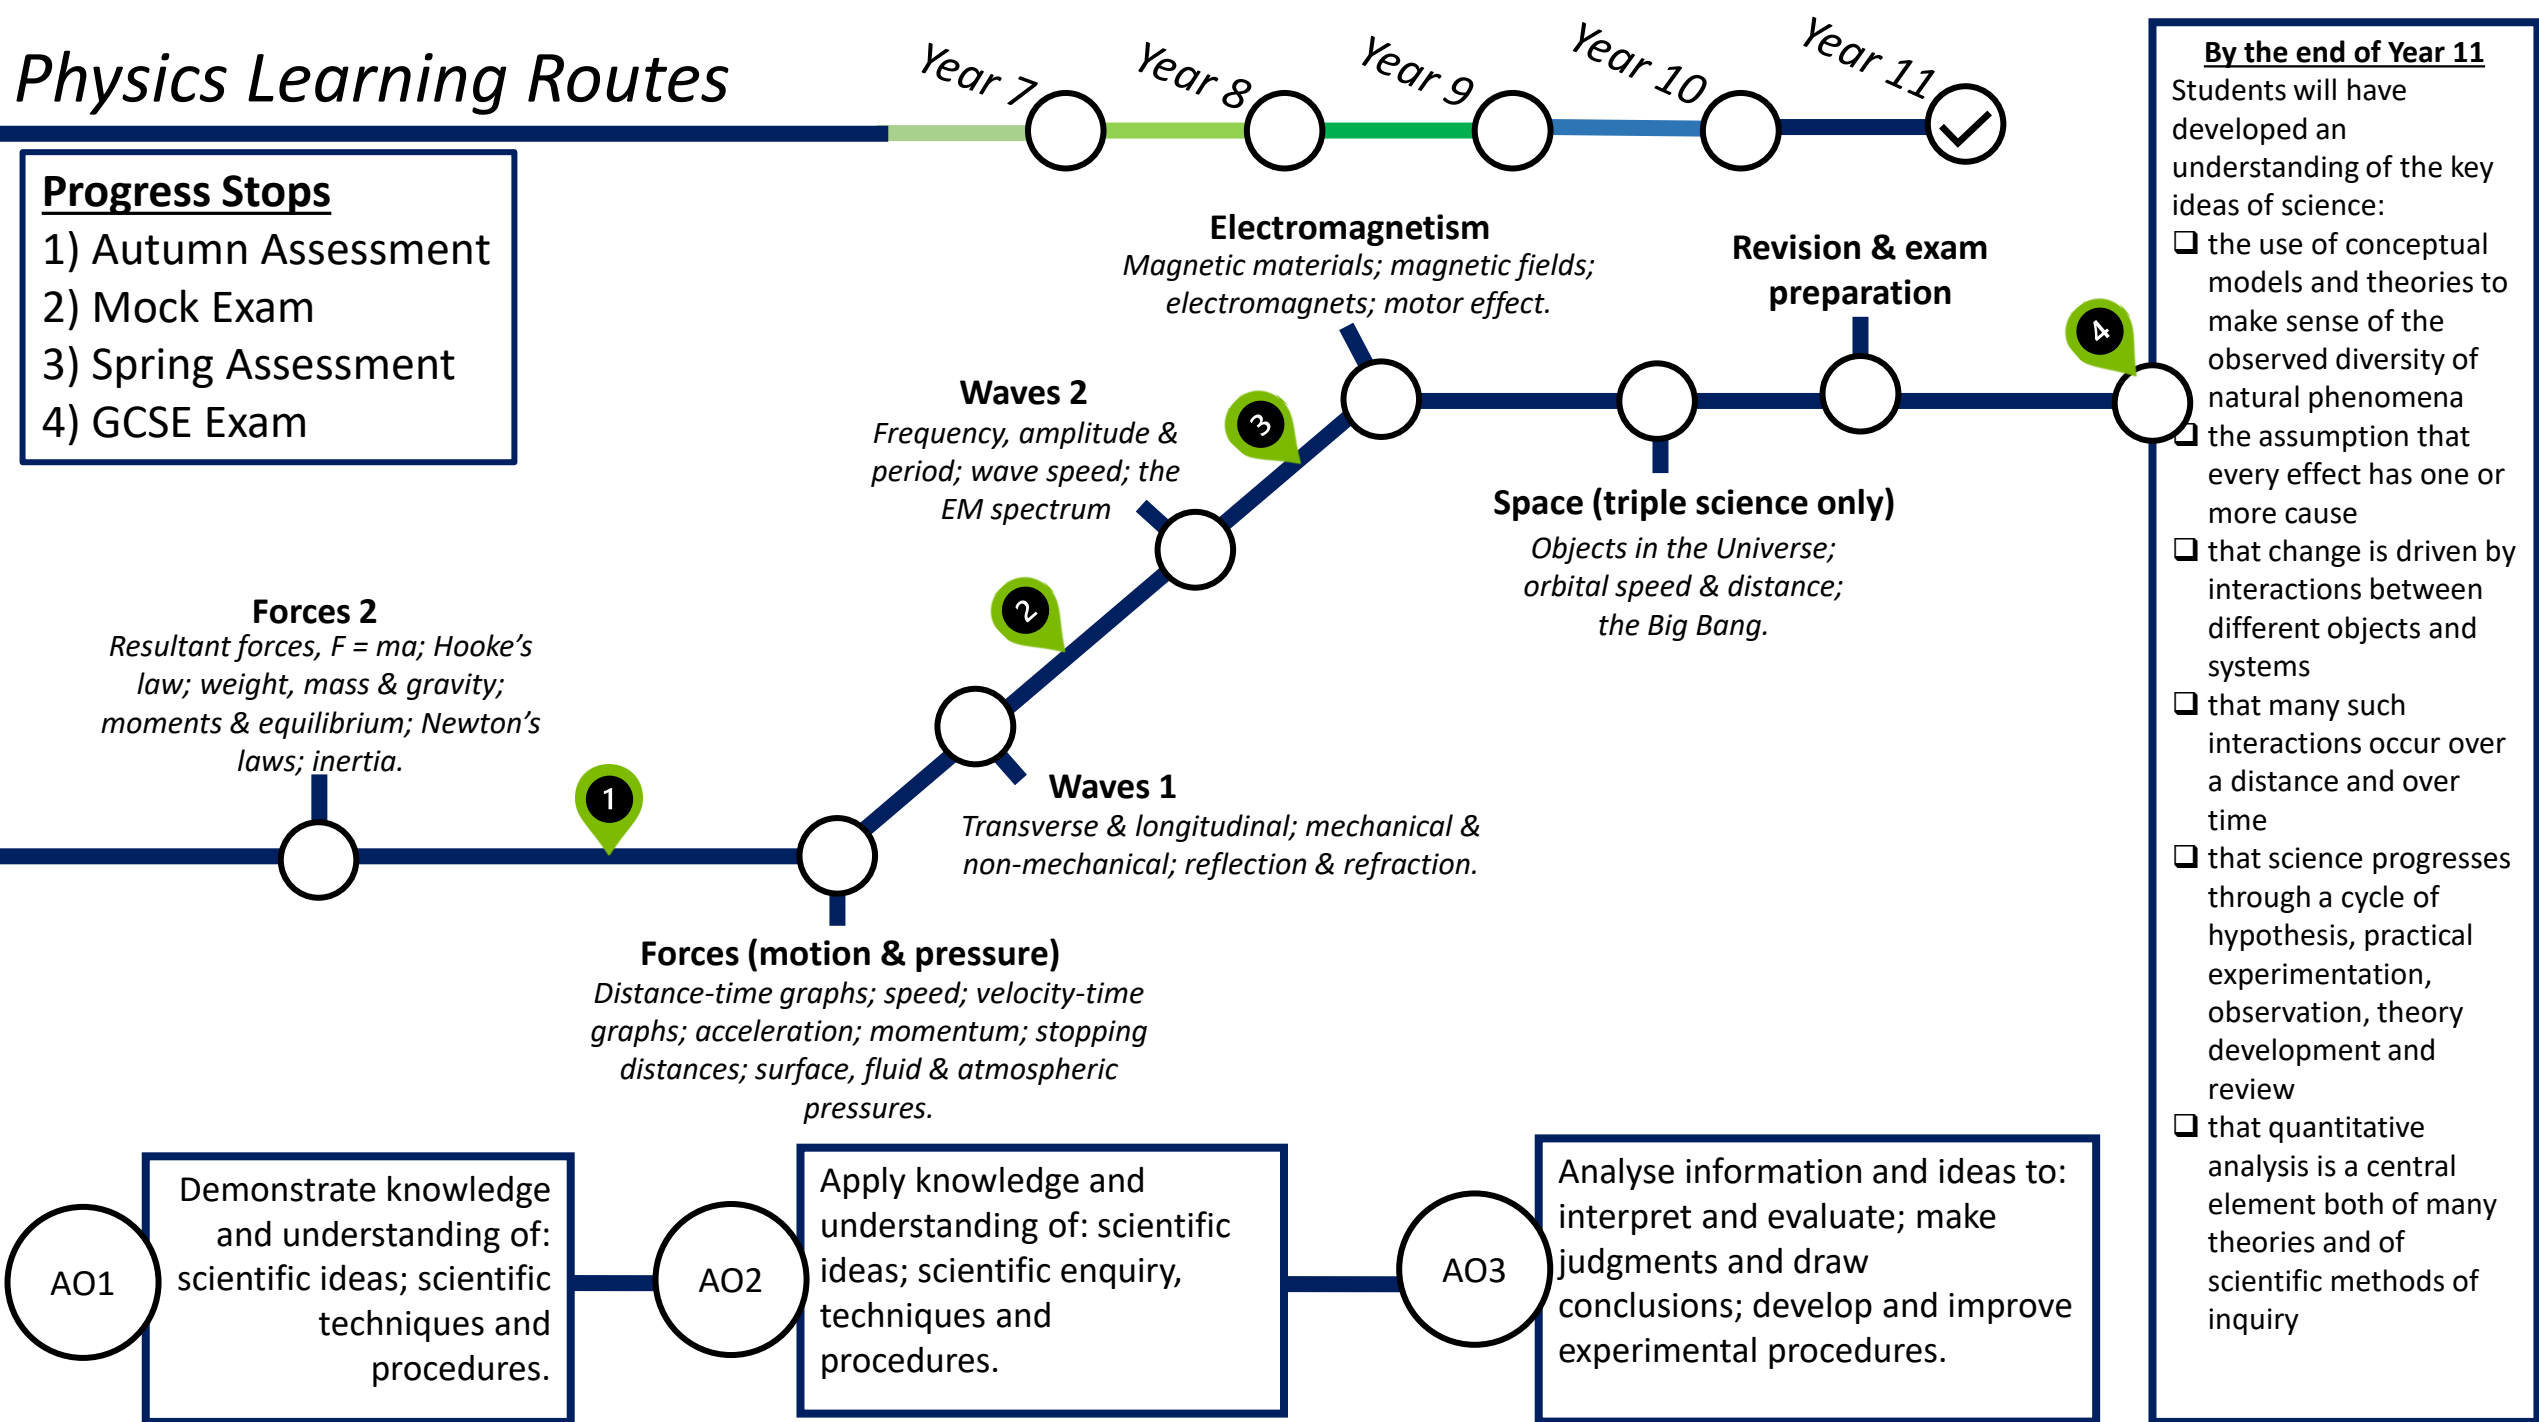 Physics Learning Routes
Year 7
Year 8
Year 9
Year 10
Year 11
Progress Stops
1) Autumn Assessment
2) Mock Exam
3) Spring Assessment
4) GCSE Exam
Forces 2
Resultant forces, F = ma; Hooke’s
law; weight, mass & gravity;
moments & equilibrium; Newton’s
laws; inertia.
1
Forces (motion & pressure)
Distance-time graphs; speed; velocity-time
graphs; acceleration; momentum; stopping
distances; surface, fluid & atmospheric
pressures.
Waves 1
Transverse & longitudinal; mechanical &
non-mechanical; reflection & refraction.
2
Waves 2
Frequency, amplitude &
period; wave speed; the
EM spectrum
3
Electromagnetism
Magnetic materials; magnetic fields;
electromagnets; motor effect.
Space (triple science only)
Objects in the Universe;
orbital speed & distance;
the Big Bang.
Revision & exam
preparation
4
By the end of Year 11
Students will have
developed an
understanding of the key
ideas of science:
❑ the use of conceptual
models and theories to
make sense of the
observed diversity of
natural phenomena
❑ the assumption that
every effect has one or
more cause
❑ that change is driven by
interactions between
different objects and
systems
❑ that many such
interactions occur over
a distance and over
time
❑ that science progresses
through a cycle of
hypothesis, practical
experimentation,
observation, theory
development and
review
❑ that quantitative
analysis is a central
element both of many
theories and of
scientific methods of
inquiry
AO1
Demonstrate knowledge
and understanding of:
scientific ideas; scientific
techniques and
procedures.
AO2
Apply knowledge and
understanding of: scientific
ideas; scientific enquiry,
techniques and
procedures.
AO3
Analyse information and ideas to:
interpret and evaluate; make
judgments and draw
conclusions; develop and improve
experimental procedures.